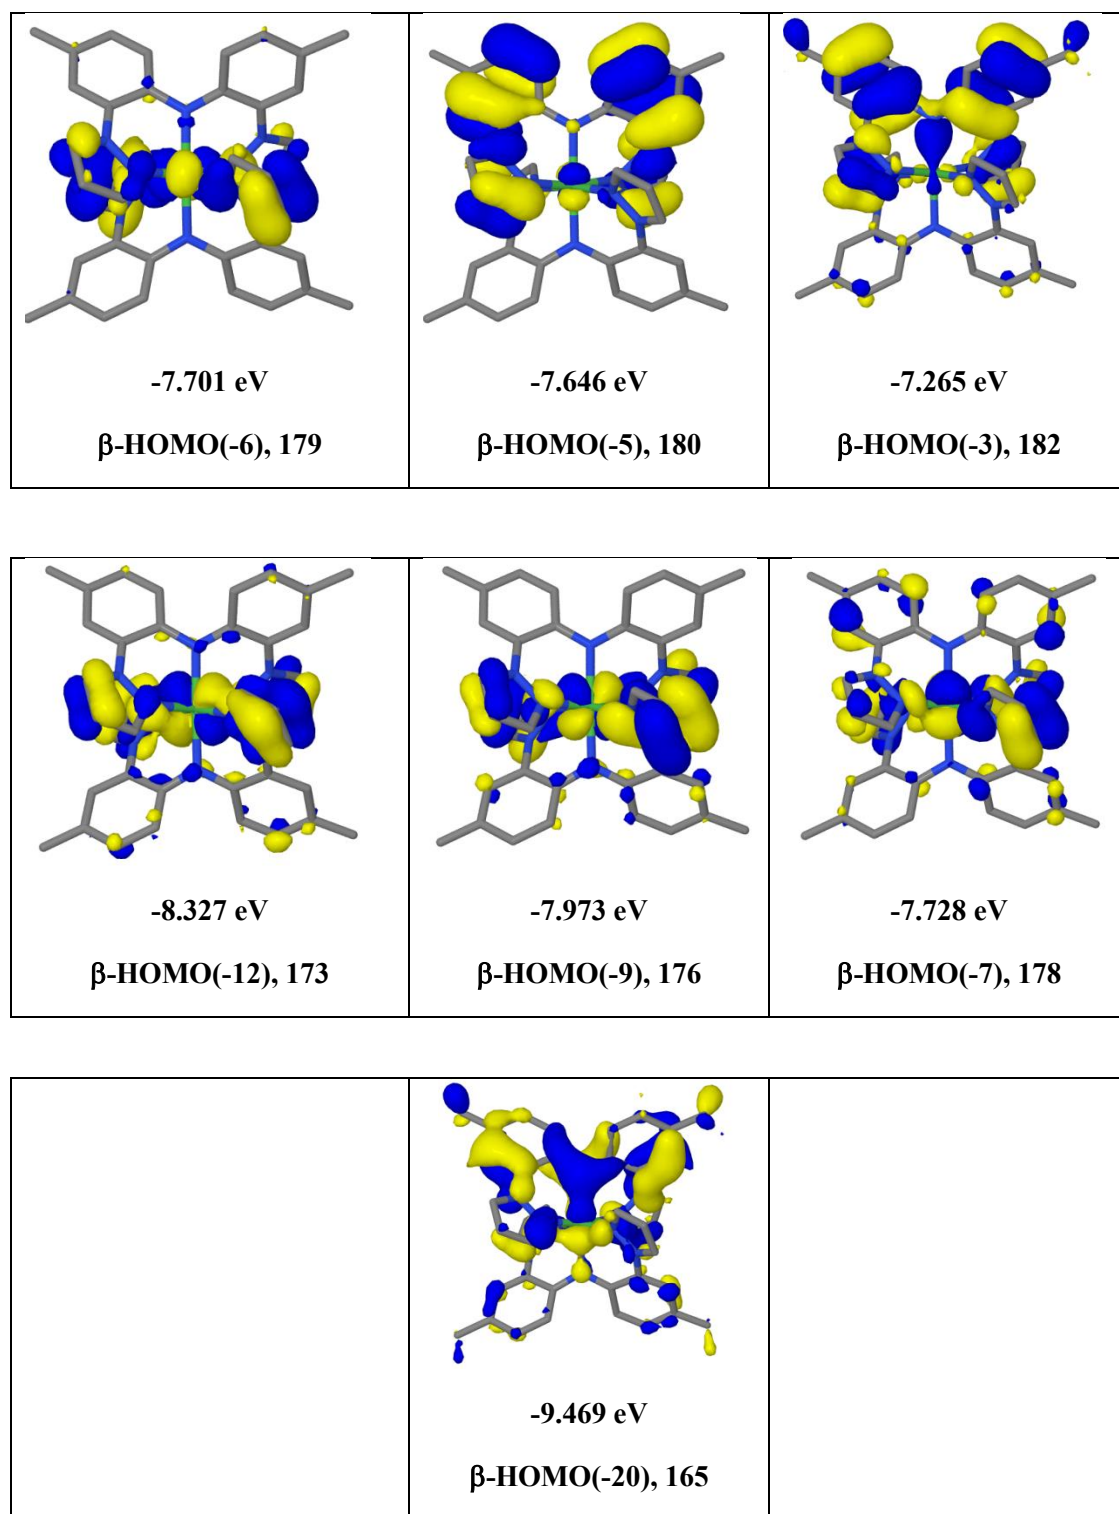 -7.701 eV
β-HOMO(-6), 179
-7.646 eV
β-HOMO(-5), 180
-7.265 eV
β-HOMO(-3), 182
-8.327 eV
β-HOMO(-12), 173
-7.973 eV
β-HOMO(-9), 176
-7.728 eV
β-HOMO(-7), 178
-9.469 eV
β-HOMO(-20), 165